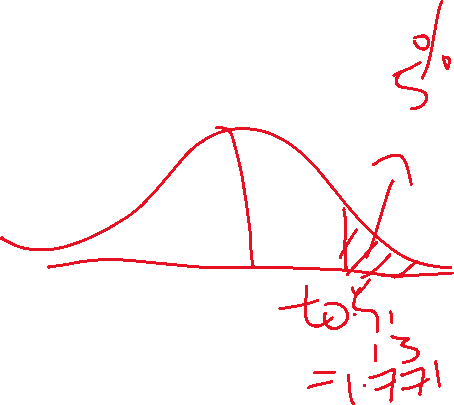 5%
t0.5,
13
=1.771